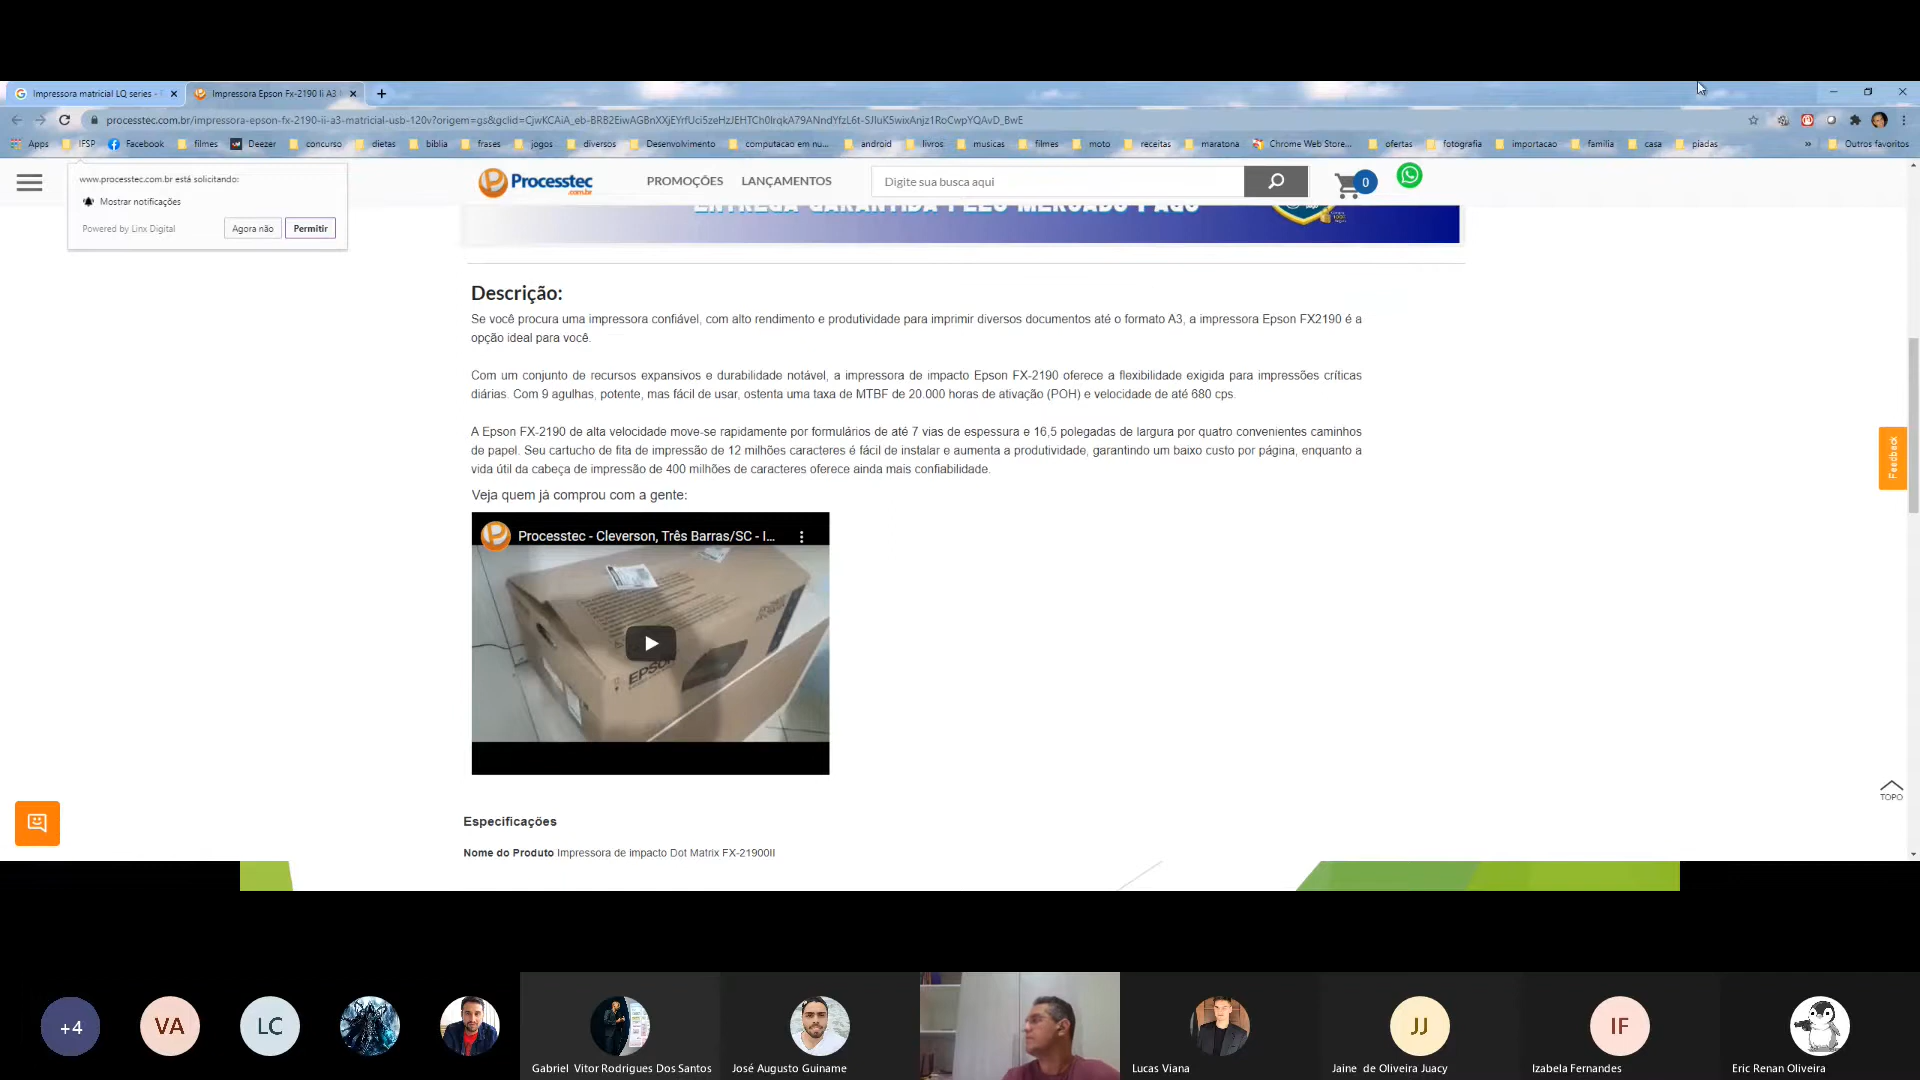 Impressora matricial LQ series -
Impressora Epson Fx-2190 Ii A3
processtec.com.br/impressora-epson-fx-2190-ii-a3-matricial-usb-120v?origem=gs&gclid=CjwKCAiA_eb-BRB2EiwAGBnXXjEYrfUci5zeHzJEHTCh0lrqkA79ANndYfzL6t-SJIuK5wixAnjz1RoCwpYQAvD_BwE
Apps IFSP Facebook filmes Deezer concurso dietas biblia frases jogos diversos Desenvolvimento computacao em nu... android livros musicas filmes moto receitas maratona Chrome Web Store... ofertas fotografia importacao familia casa piadas » Outros favoritos
www.processtec.com.br está solicitando:
Mostrar notificações
Powered by Linx Digital Agora não Permitir
Processtec .com.br PROMOÇÕES LANÇAMENTOS Digite sua busca aqui 0
ENTREGA GARANTIDA PELO MERCADO PAGO
Descrição:
Se você procura uma impressora confiável, com alto rendimento e produtividade para imprimir diversos documentos até o formato A3, a impressora Epson FX2190 é a
opção ideal para você.
Com um conjunto de recursos expansivos e durabilidade notável, a impressora de impacto Epson FX-2190 oferece a flexibilidade exigida para impressões críticas
diárias. Com 9 agulhas, potente, mas fácil de usar, ostenta uma taxa de MTBF de 20.000 horas de ativação (POH) e velocidade de até 680 cps.
A Epson FX-2190 de alta velocidade move-se rapidamente por formulários de até 7 vias de espessura e 16,5 polegadas de largura por quatro convenientes caminhos
de papel. Seu cartucho de fita de impressão de 12 milhões caracteres é fácil de instalar e aumenta a produtividade, garantindo um baixo custo por página, enquanto a
vida útil da cabeça de impressão de 400 milhões de caracteres oferece ainda mais confiabilidade.
Veja quem já comprou com a gente:
Processtec - Cleverson, Três Barras/SC - I...
EPSON
Feedback
TOPO
Especificações
Nome do Produto Impressora de impacto Dot Matrix FX-21900II
+4 VA LC JJ IF
Gabriel Vitor Rodrigues Dos Santos José Augusto Guiname Lucas Viana Jaine de Oliveira Juacy Izabela Fernandes Eric Renan Oliveira